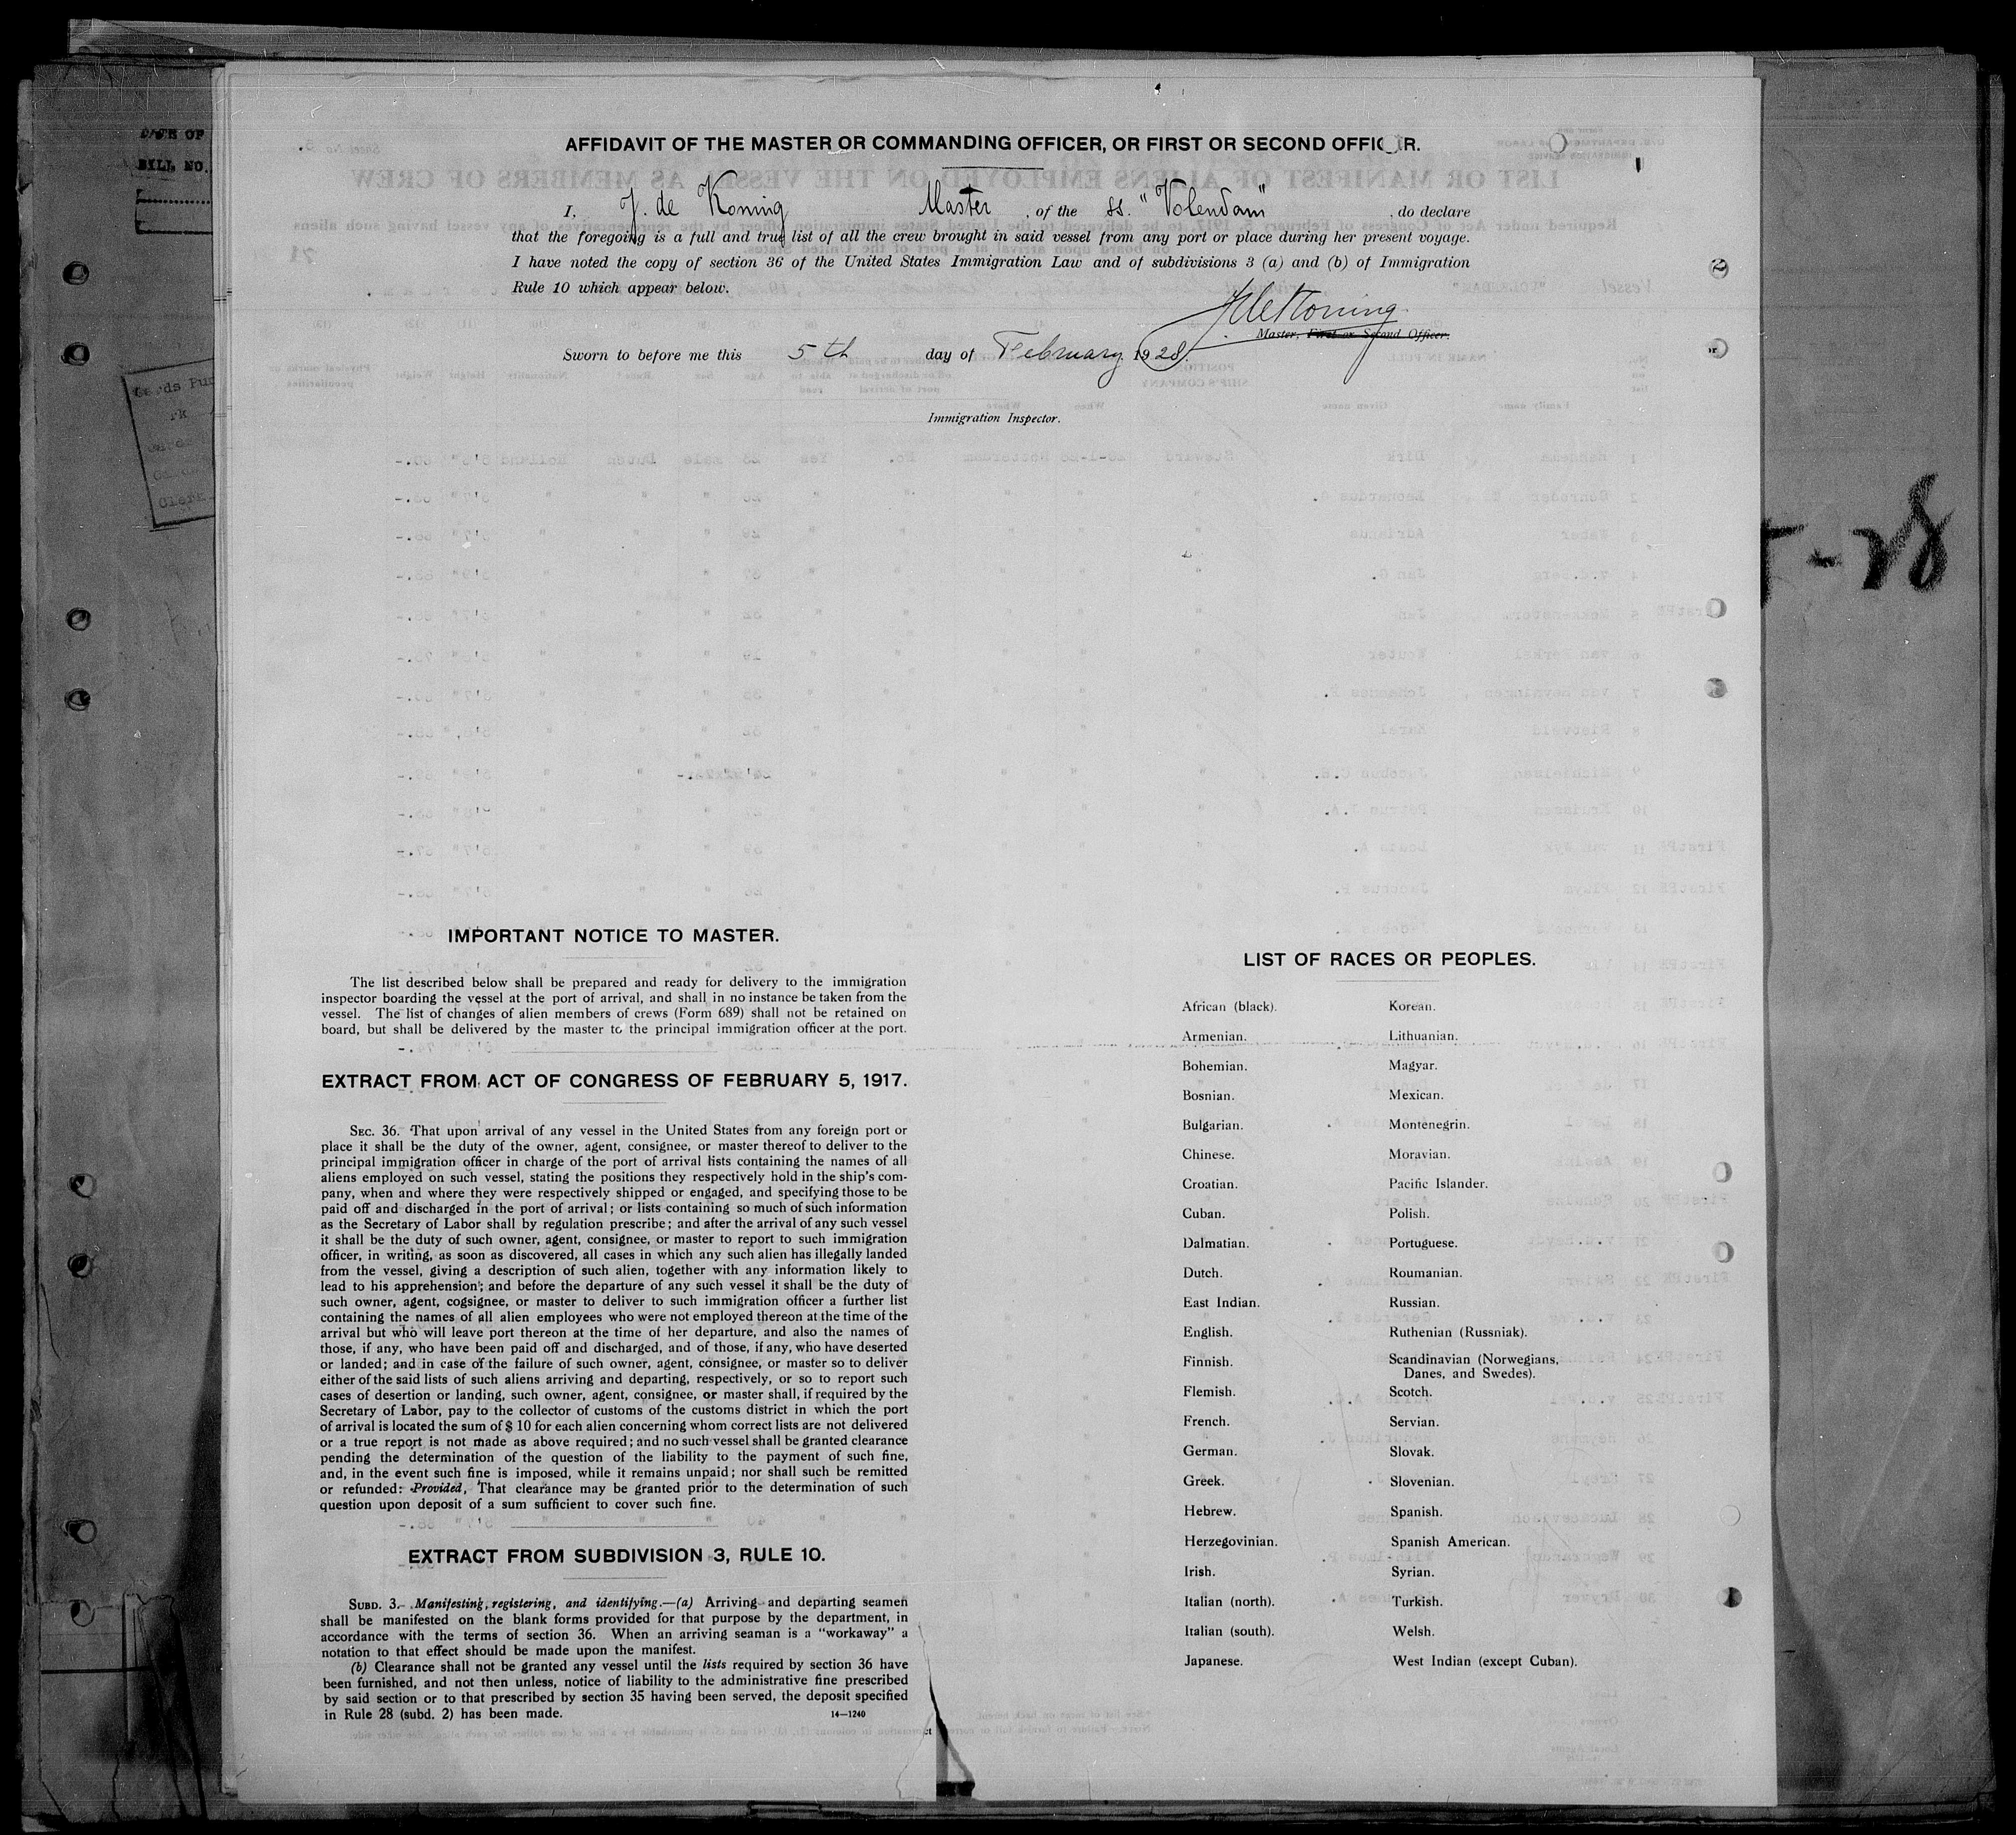 AFFIDAVIT OF THE MASTER OR COMMANDING OFFICER, OR FIRST OR SECOND OFFICER.
I, J. de Koning Master, of the ss. "Volendam", do declare
that the foregoing is a full and true list of all the crew brought in said vessel from any port or place during her present voyage.
I have noted the copy of section 36 of the United States Immigration Law and of subdivisions 3 (a) and (b) of Immigration
Rule 10 which appear below.
JdeKoning
Master, First or Second Officer.
Sworn to before me this 5th day of February, 1928.
Immigration Inspector.
IMPORTANT NOTICE TO MASTER.
The list described below shall be prepared and ready for delivery to the immigration
inspector boarding the vessel at the port of arrival, and shall in no instance be taken from the
vessel. The list of changes of alien members of crews (Form 689) shall not be retained on
board, but shall be delivered by the master to the principal immigration officer at the port.
EXTRACT FROM ACT OF CONGRESS OF FEBRUARY 5, 1917.
SEC. 36. That upon arrival of any vessel in the United States from any foreign port or
place it shall be the duty of the owner, agent, consignee, or master thereof to deliver to the
principal immigration officer in charge of the port of arrival lists containing the names of all
aliens employed on such vessel, stating the positions they respectively hold in the ship's com-
pany, when and where they were respectively shipped or engaged, and specifying those to be
paid off and discharged in the port of arrival; or lists containing so much of such information
as the Secretary of Labor shall by regulation prescribe; and after the arrival of any such vessel
it shall be the duty of such owner, agent, consignee, or master to report to such immigration
officer, in writing, as soon as discovered, all cases in which any such alien has illegally landed
from the vessel, giving a description of such alien, together with any information likely to
lead to his apprehension; and before the departure of any such vessel it shall be the duty of
such owner, agent, cogsignee, or master to deliver to such immigration officer a further list
containing the names of all alien employees who were not employed thereon at the time of the
arrival but who will leave port thereon at the time of her departure, and also the names of
those, if any, who have been paid off and discharged, and of those, if any, who have deserted
or landed; and in case of the failure of such owner, agent, consignee, or master so to deliver
either of the said lists of such aliens arriving and departing, respectively, or so to report such
cases of desertion or landing, such owner, agent, consignee, or master shall, if required by the
Secretary of Labor, pay to the collector of customs of the customs district in which the port
of arrival is located the sum of $ 10 for each alien concerning whom correct lists are not delivered
or a true report is not made as above required; and no such vessel shall be granted clearance
pending the determination of the question of the liability to the payment of such fine,
and, in the event such fine is imposed, while it remains unpaid; nor shall such be remitted
or refunded: Provided, That clearance may be granted prior to the determination of such
question upon deposit of a sum sufficient to cover such fine.
EXTRACT FROM SUBDIVISION 3, RULE 10.
SUBD. 3. Manifesting, registering, and identifying.—(a) Arriving and departing seamen
shall be manifested on the blank forms provided for that purpose by the department, in
accordance with the terms of section 36. When an arriving seaman is a "workaway" a
notation to that effect should be made upon the manifest.
(b) Clearance shall not be granted any vessel until the lists required by section 36 have
been furnished, and not then unless, notice of liability to the administrative fine prescribed
by said section or to that prescribed by section 35 having been served, the deposit specified
in Rule 28 (subd. 2) has been made.
14—1240
LIST OF RACES OR PEOPLES.
African (black).
Armenian.
Bohemian.
Bosnian.
Bulgarian.
Chinese.
Croatian.
Cuban.
Dalmatian.
Dutch.
East Indian.
English.
Finnish.
Flemish.
French.
German.
Greek.
Hebrew.
Herzegovinian.
Irish.
Italian (north).
Italian (south).
Japanese.
Korean.
Lithuanian.
Magyar.
Mexican.
Montenegrin.
Moravian.
Pacific Islander.
Polish.
Portuguese.
Roumanian.
Russian.
Ruthenian (Russniak).
Scandinavian (Norwegians,
Danes, and Swedes).
Scotch.
Servian.
Slovak.
Slovenian.
Spanish.
Spanish American.
Syrian.
Turkish.
Welsh.
West Indian (except Cuban).
DATE OF
BILL NO.
Clerk
-28